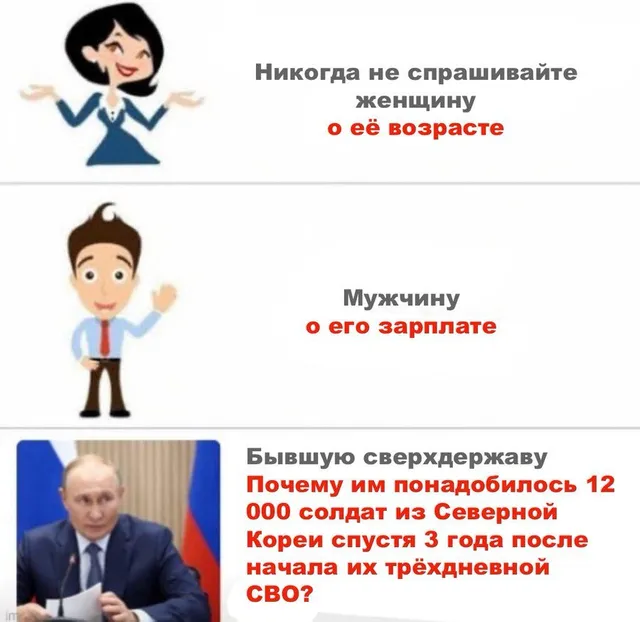 Никогда не спрашивайте
женщину
о её возрасте
Мужчину
о его зарплате
Бывшую сверхдержаву
Почему им понадобилось 12
000 солдат из Северной
Кореи спустя 3 года после
начала их трёхдневной
СВО?